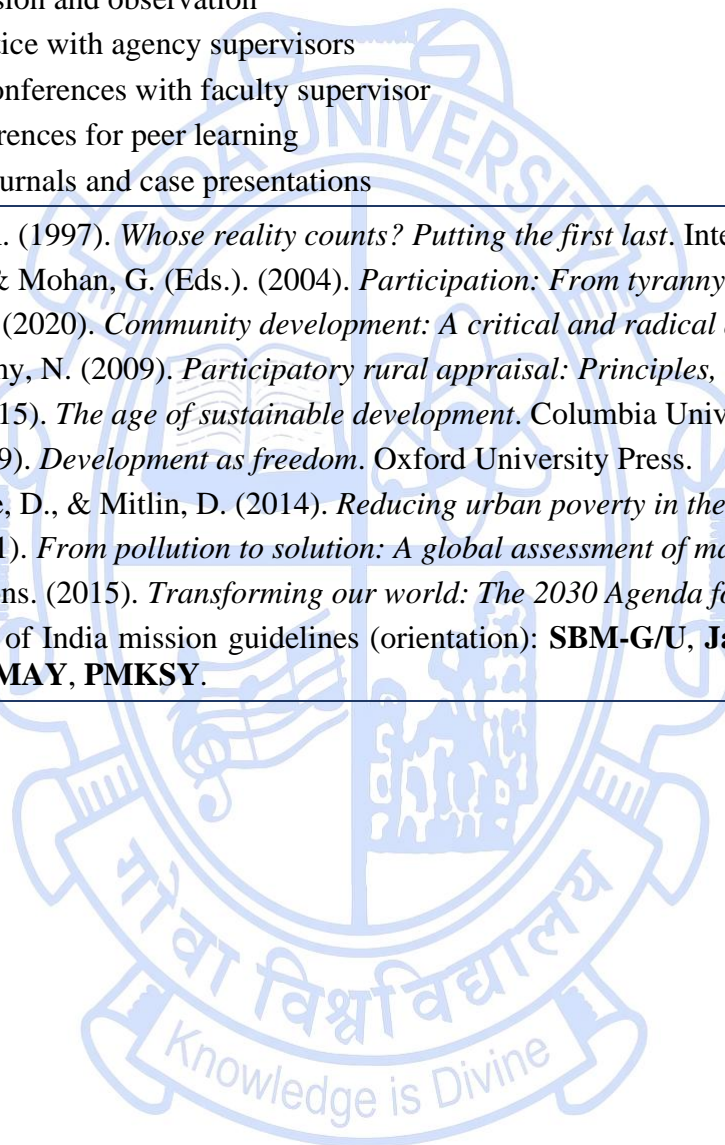 sion and observation
tice with agency supervisors
onferences with faculty supervisor
rences for peer learning
urnals and case presentations
. (1997). Whose reality counts? Putting the first last. Inte
& Mohan, G. (Eds.). (2004). Participation: From tyranny
(2020). Community development: A critical and radical
ny, N. (2009). Participatory rural appraisal: Principles,
15). The age of sustainable development. Columbia Univ
9). Development as freedom. Oxford University Press.
e, D., & Mitlin, D. (2014). Reducing urban poverty in the
1). From pollution to solution: A global assessment of ma
ns. (2015). Transforming our world: The 2030 Agenda fo
of India mission guidelines (orientation): SBM-G/U, Ja
MAY, PMKSY.
GOA UNIVERSITY
गोंवा विश्वविद्यालय
Knowledge is Divine